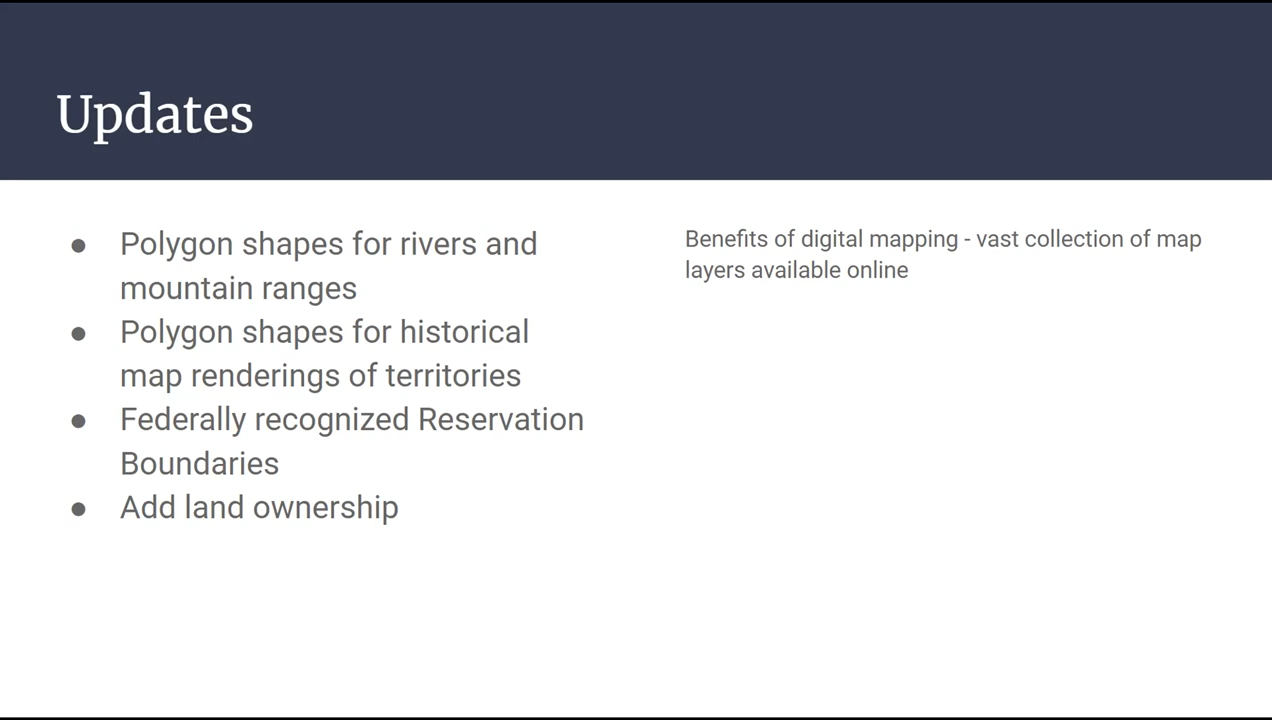 Updates
● Polygon shapes for rivers and
mountain ranges
● Polygon shapes for historical
map renderings of territories
● Federally recognized Reservation
Boundaries
● Add land ownership
Benefits of digital mapping - vast collection of map
layers available online